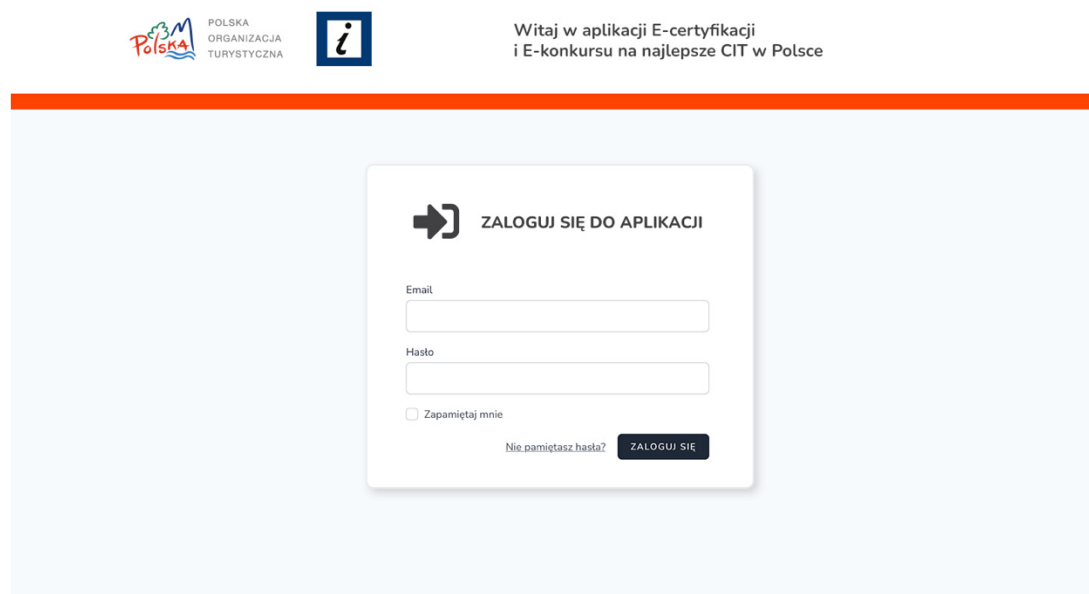 Polska
POLSKA
ORGANIZACJA
TURYSTYCZNA
i
Witaj w aplikacji E-certyfikacji
i E-konkursu na najlepsze CIT w Polsce
ZALOGUJ SIĘ DO APLIKACJI
Email
Hasło
Zapamiętaj mnie
Nie pamiętasz hasła?
ZALOGUJ SIĘ